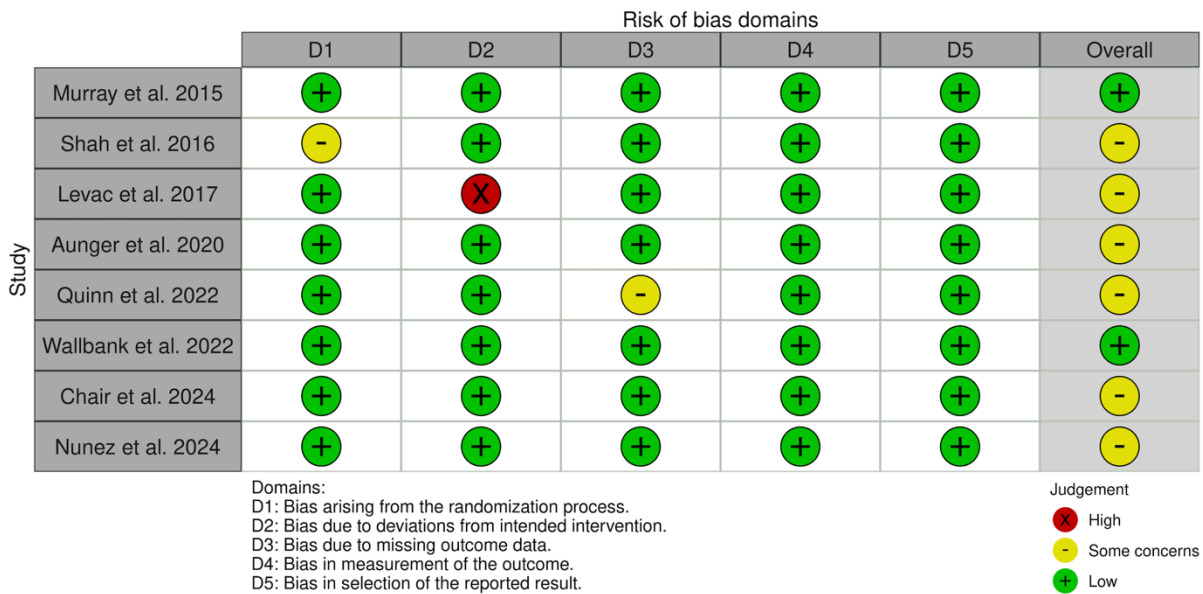 Risk of bias domains
D1 D2 D3 D4 D5 Overall
Study
Murray et al. 2015 + + + + + +
Shah et al. 2016 - + + + + -
Levac et al. 2017 + X + + + -
Aunger et al. 2020 + + + + + -
Quinn et al. 2022 + + - + + -
Wallbank et al. 2022 + + + + + +
Chair et al. 2024 + + + + + -
Nunez et al. 2024 + + + + + -
Domains:
D1: Bias arising from the randomization process.
D2: Bias due to deviations from intended intervention.
D3: Bias due to missing outcome data.
D4: Bias in measurement of the outcome.
D5: Bias in selection of the reported result.
Judgement
X High
- Some concerns
+ Low